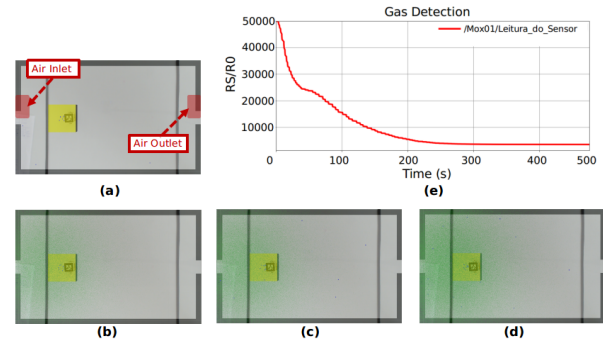 Air Inlet
Air Outlet
(a)
Gas Detection
/Mox01/Leitura_do_Sensor
RS/R0
50000
40000
30000
20000
10000
0
100
200
300
400
500
Time (s)
(e)
(b)
(c)
(d)